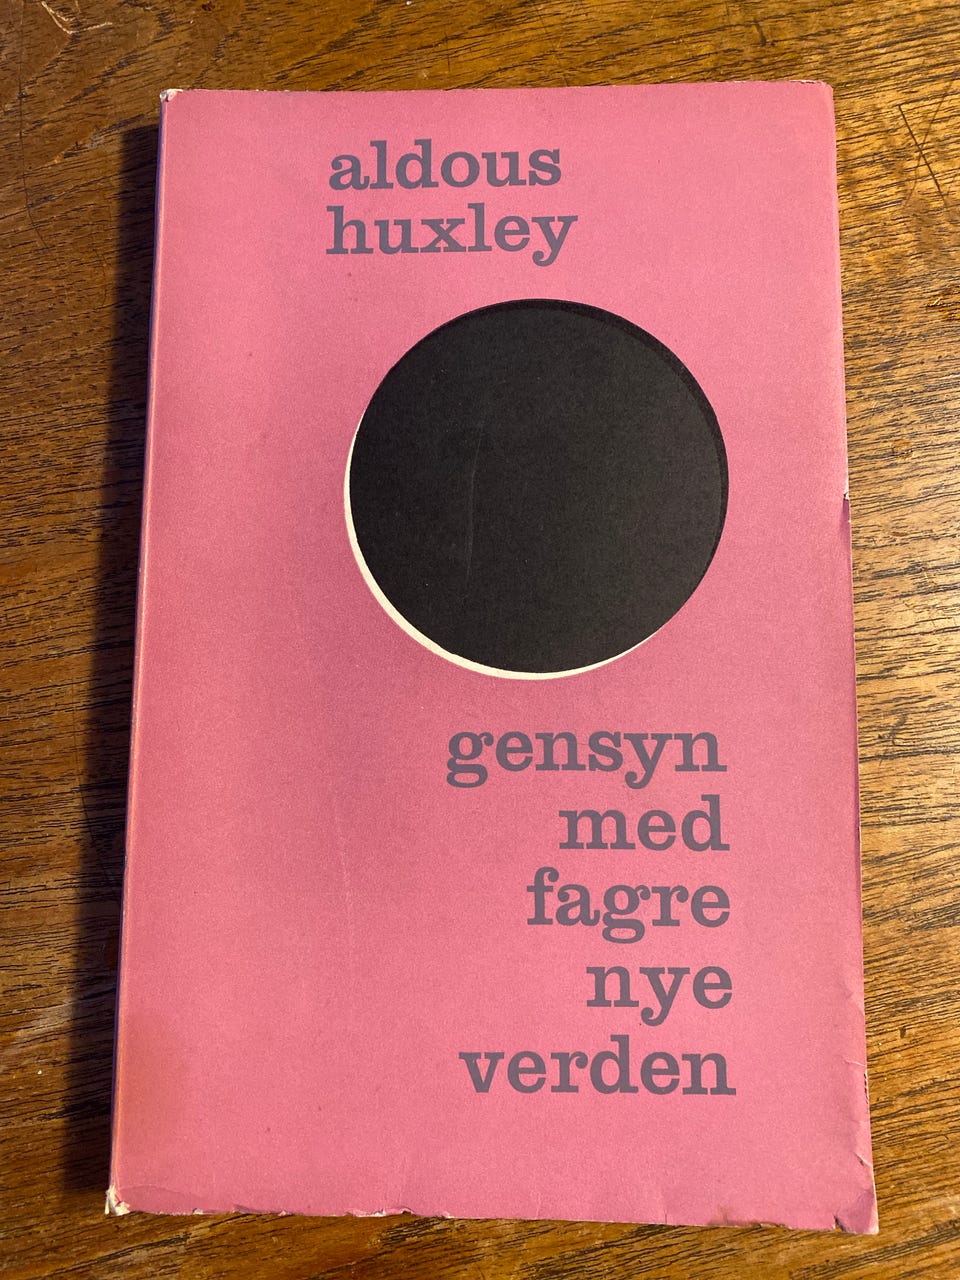 aldous
huxley
gensyn
med
fagre
nye
verden